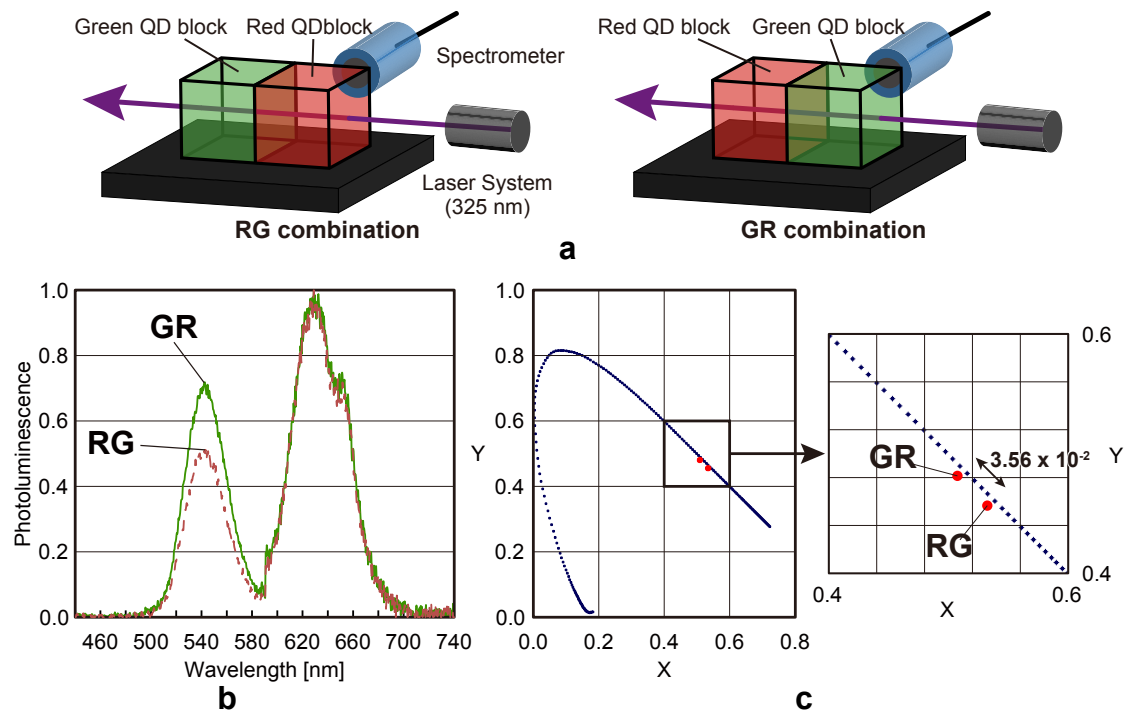 Green QD block
Red QDblock
Spectrometer
Laser System
(325 nm)
RG combination
Red QD block
Green QD block
GR combination
a
Photoluminescence
1.0
0.8
0.6
0.4
0.2
0.0
GR
RG
460 500 540 580 620 660 700 740
Wavelength [nm]
b
Y
1.0
0.8
0.6
0.4
0.2
0.0
0.0 0.2 0.4 0.6 0.8
X
GR
RG
3.56 x 10-2
0.6
Y
0.4
0.4 0.6
X
c